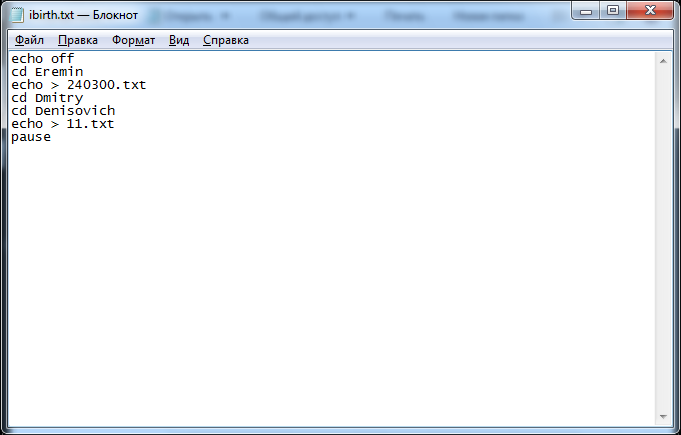 ibirth.txt — Блокнот
Файл Правка Формат Вид Справка
echo off
cd Eremin
echo > 240300.txt
cd Dmitry
cd Denisovich
echo > 11.txt
pause